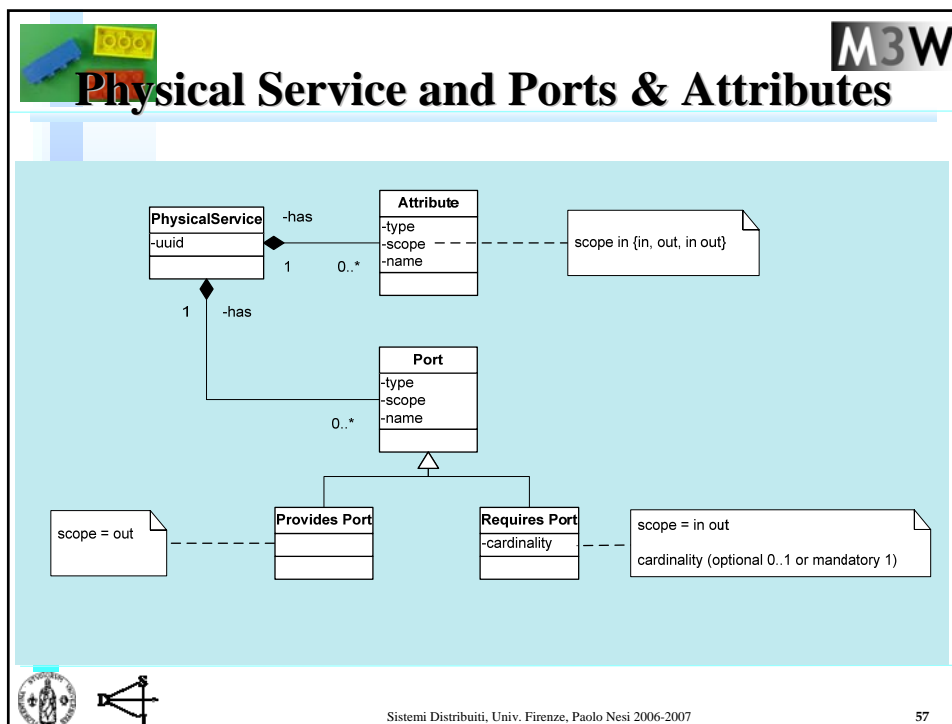 M3W
Physical Service and Ports & Attributes
PhysicalService
-uuid
-has
1
0..*
Attribute
-type
-scope
-name
scope in {in, out, in out}
1
-has
0..*
Port
-type
-scope
-name
scope = out
Provides Port
Requires Port
-cardinality
scope = in out
cardinality (optional 0..1 or mandatory 1)
D S I
Sistemi Distribuiti, Univ. Firenze, Paolo Nesi 2006-2007
57